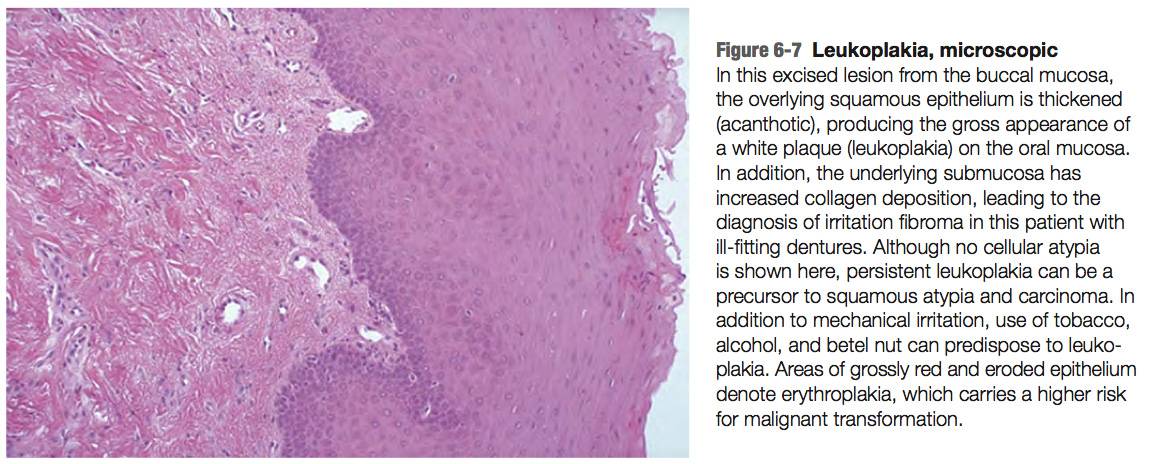 Figure 6-7 Leukoplakia, microscopic
In this excised lesion from the buccal mucosa,
the overlying squamous epithelium is thickened
(acanthotic), producing the gross appearance of
a white plaque (leukoplakia) on the oral mucosa.
In addition, the underlying submucosa has
increased collagen deposition, leading to the
diagnosis of irritation fibroma in this patient with
ill-fitting dentures. Although no cellular atypia
is shown here, persistent leukoplakia can be a
precursor to squamous atypia and carcinoma. In
addition to mechanical irritation, use of tobacco,
alcohol, and betel nut can predispose to leuko-
plakia. Areas of grossly red and eroded epithelium
denote erythroplakia, which carries a higher risk
for malignant transformation.